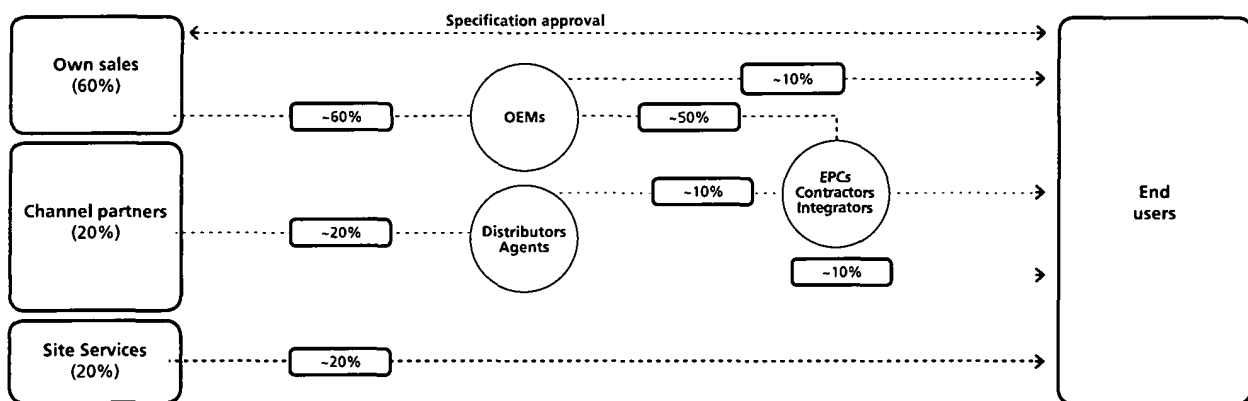 Specification approval
Own sales
(60%)
~10%
~60%
OEMs
~50%
Channel partners
(20%)
~20%
Distributors
Agents
~10%
EPCs
Contractors
Integrators
~10%
End
users
Site Services
(20%)
~20%